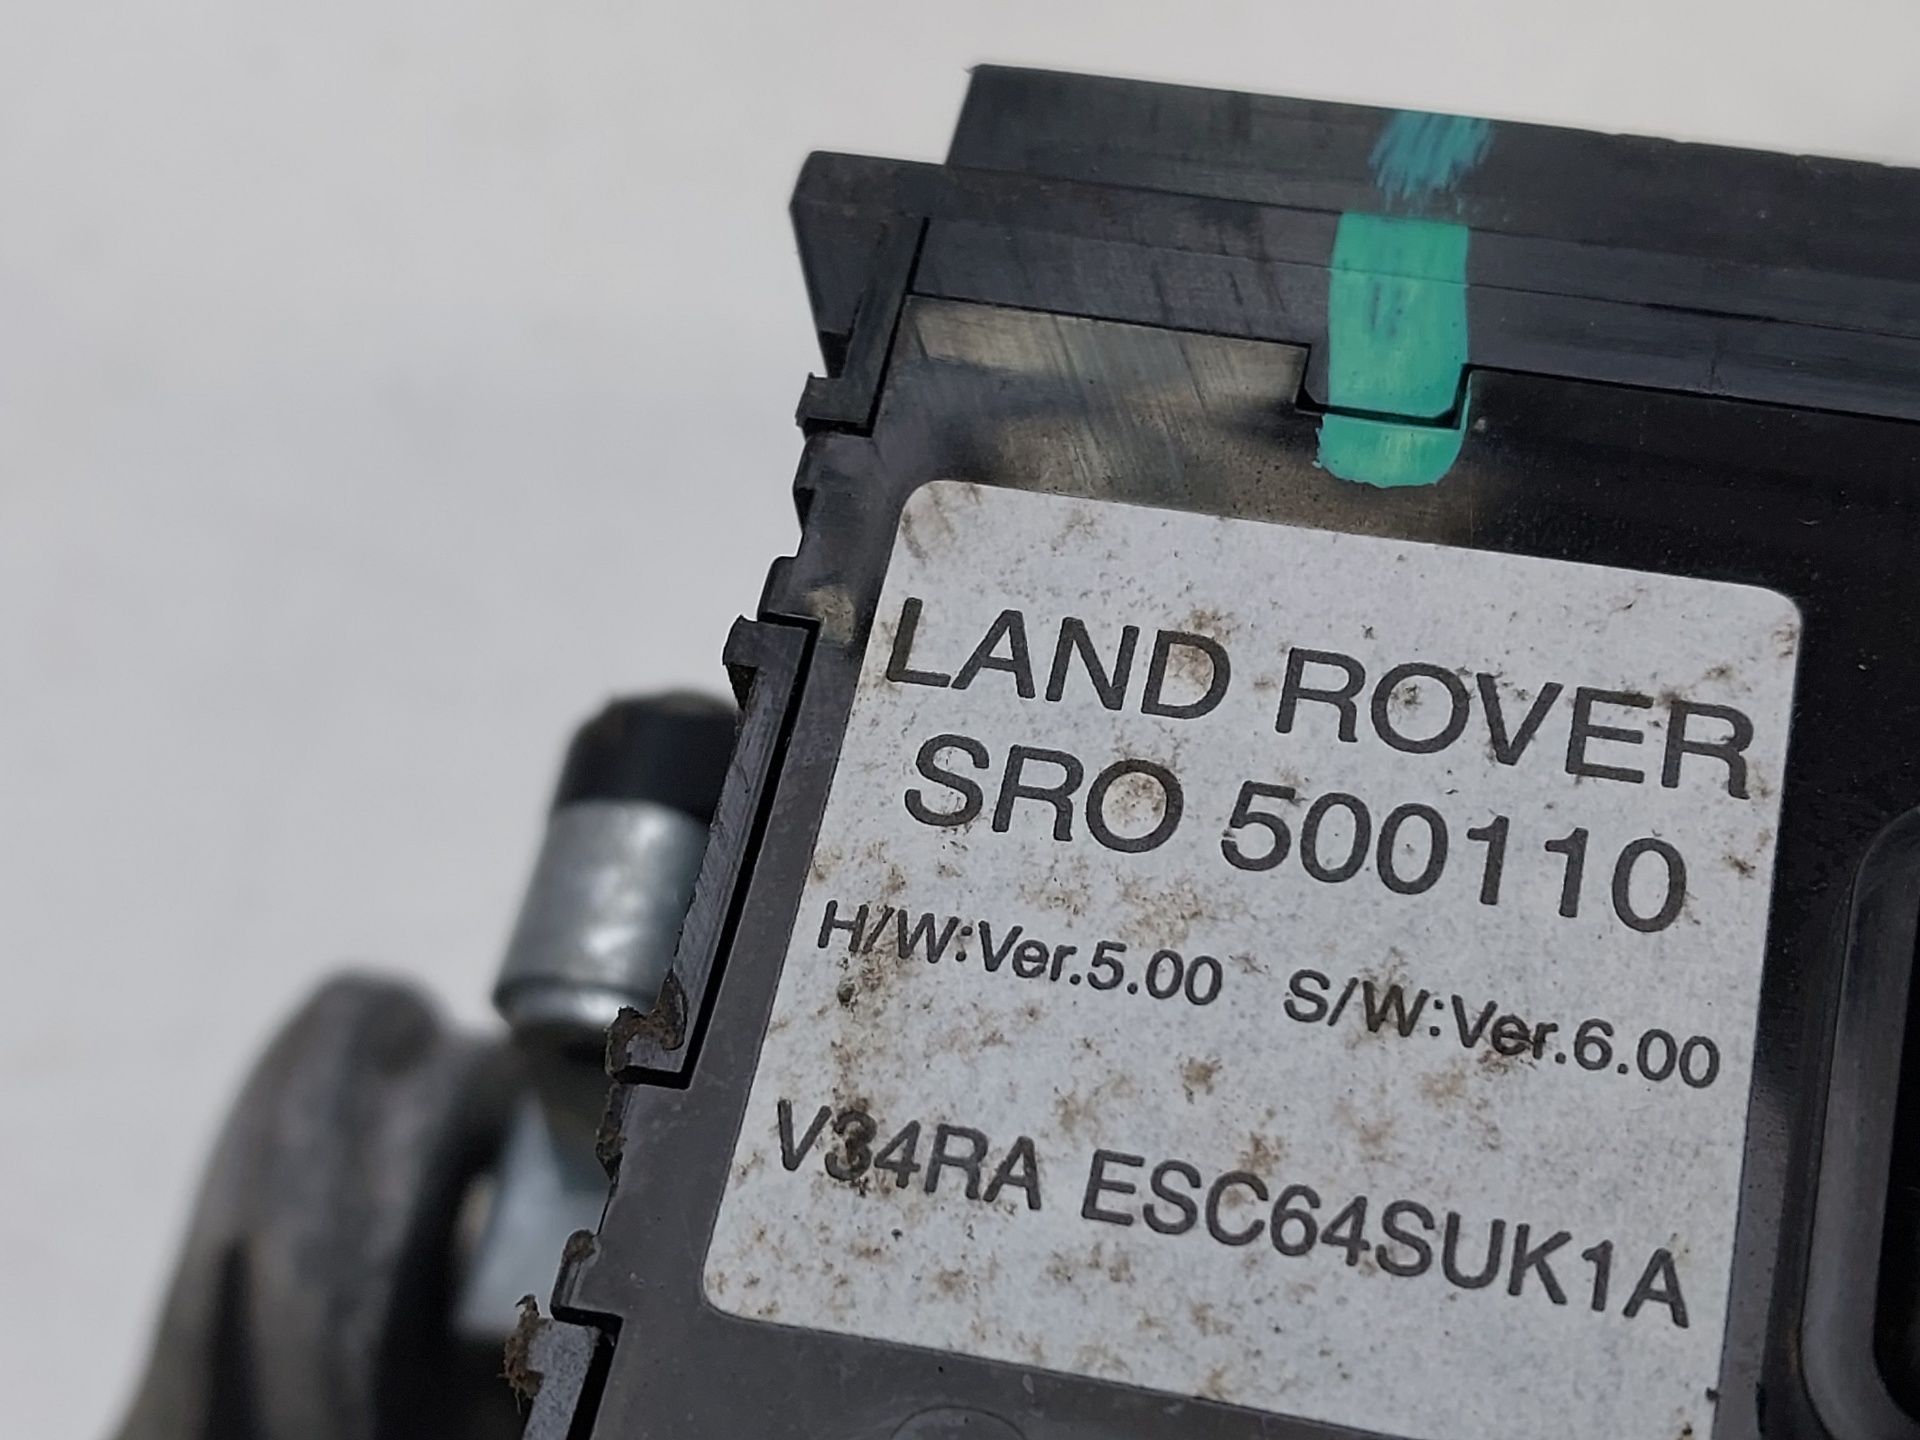 LAND ROVER
SRO 500110
H/W:Ver.5.00 S/W:Ver.6.00
V34RA ESC64SUK1A